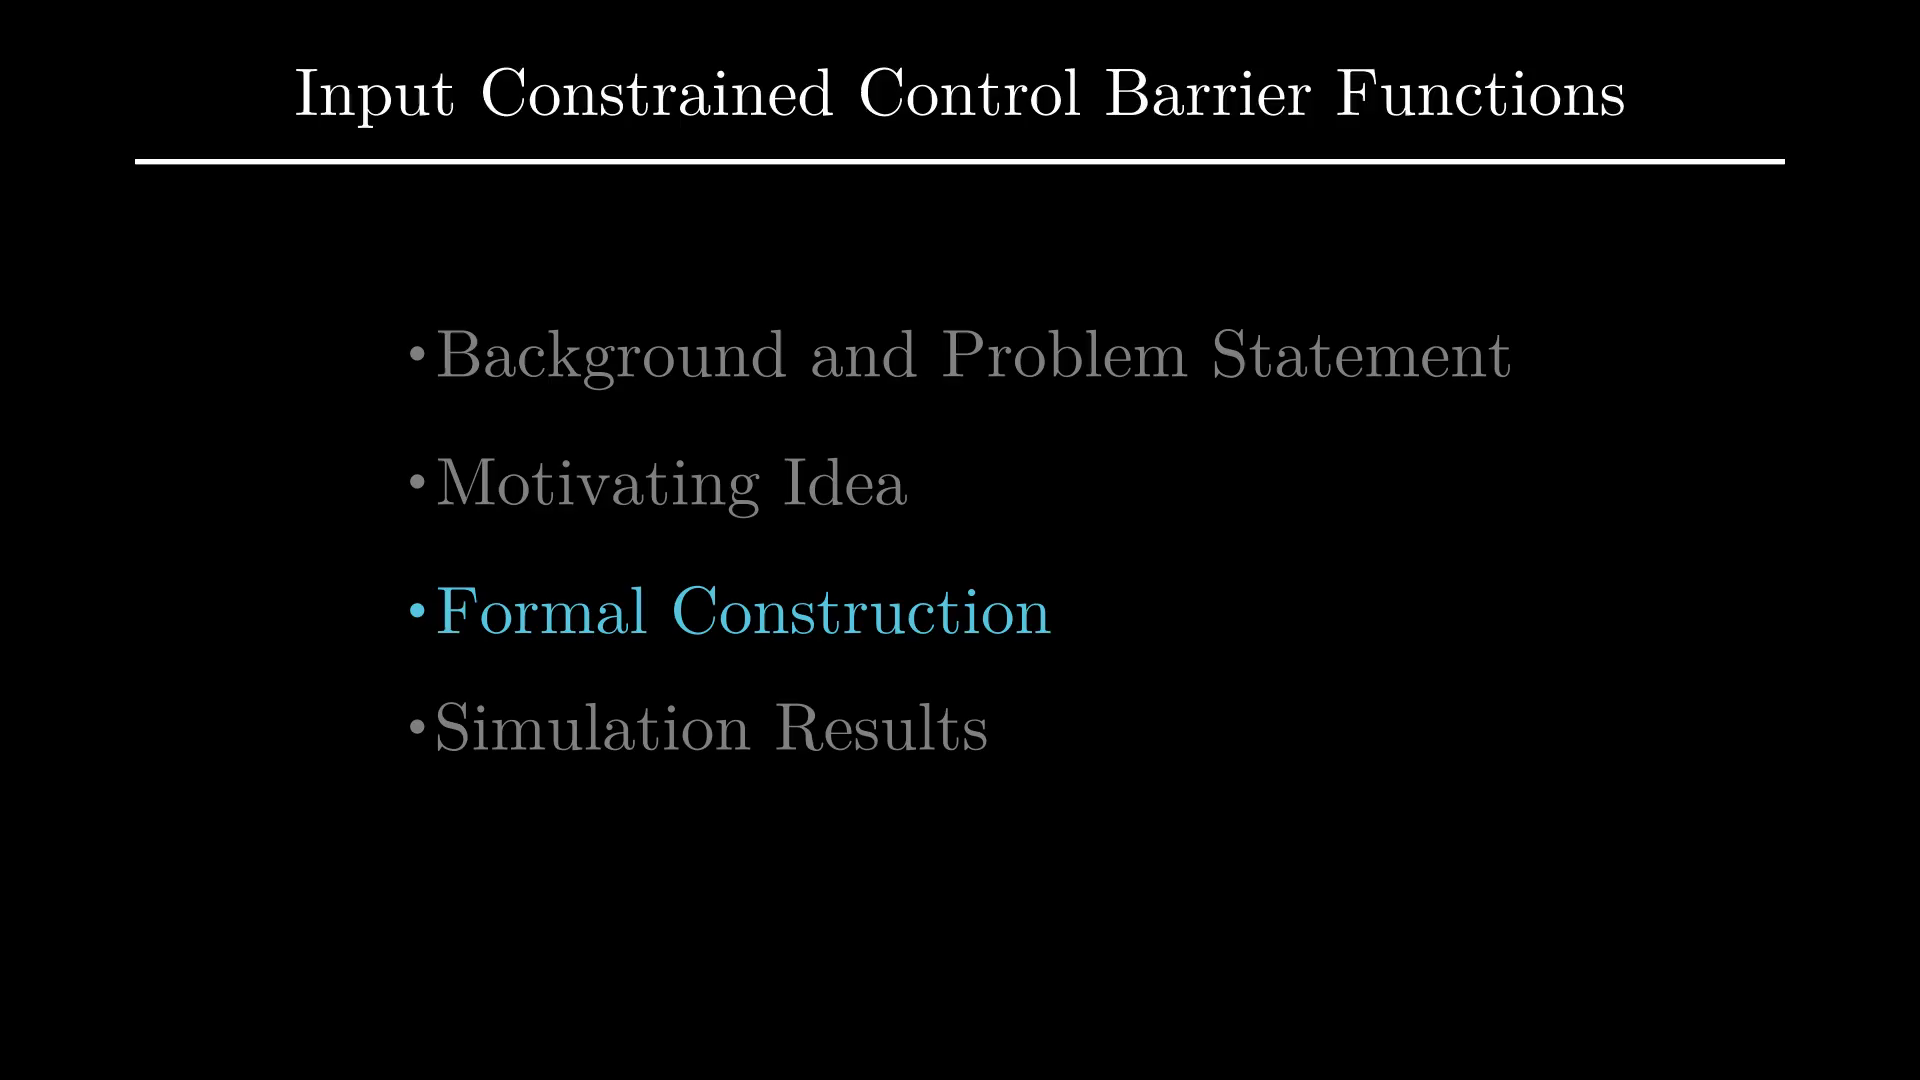 Input Constrained Control Barrier Functions
• Background and Problem Statement
• Motivating Idea
• Formal Construction
• Simulation Results